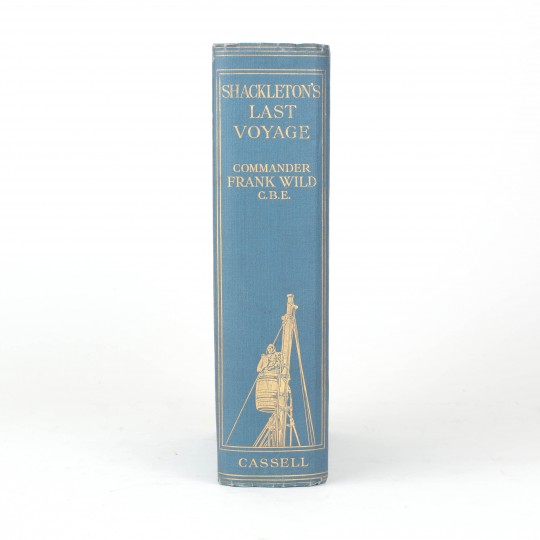 SHACKLETON'S
LAST
VOYAGE
COMMANDER
FRANK WILD
C.B.E.
CASSELL